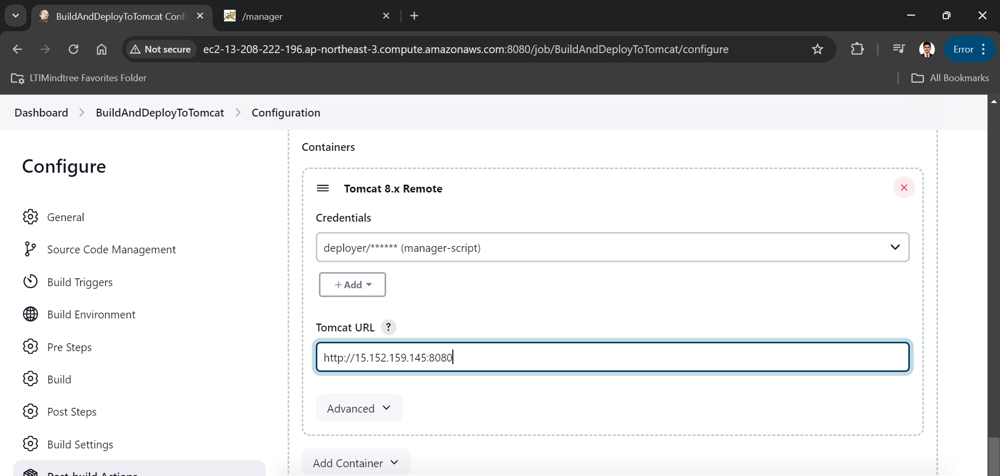 BuildAndDeployToTomcat Confi
/manager
Not secure
ec2-13-208-222-196.ap-northeast-3.compute.amazonaws.com:8080/job/BuildAndDeployToTomcat/configure
Error
LTIMindtree Favorites Folder
All Bookmarks
Dashboard > BuildAndDeployToTomcat > Configuration
Configure
General
Source Code Management
Build Triggers
Build Environment
Pre Steps
Build
Post Steps
Build Settings
Post-build Actions
Containers
Tomcat 8.x Remote
Credentials
deployer/****** (manager-script)
+ Add
Tomcat URL ?
http://15.152.159.145:8080
Advanced
Add Container